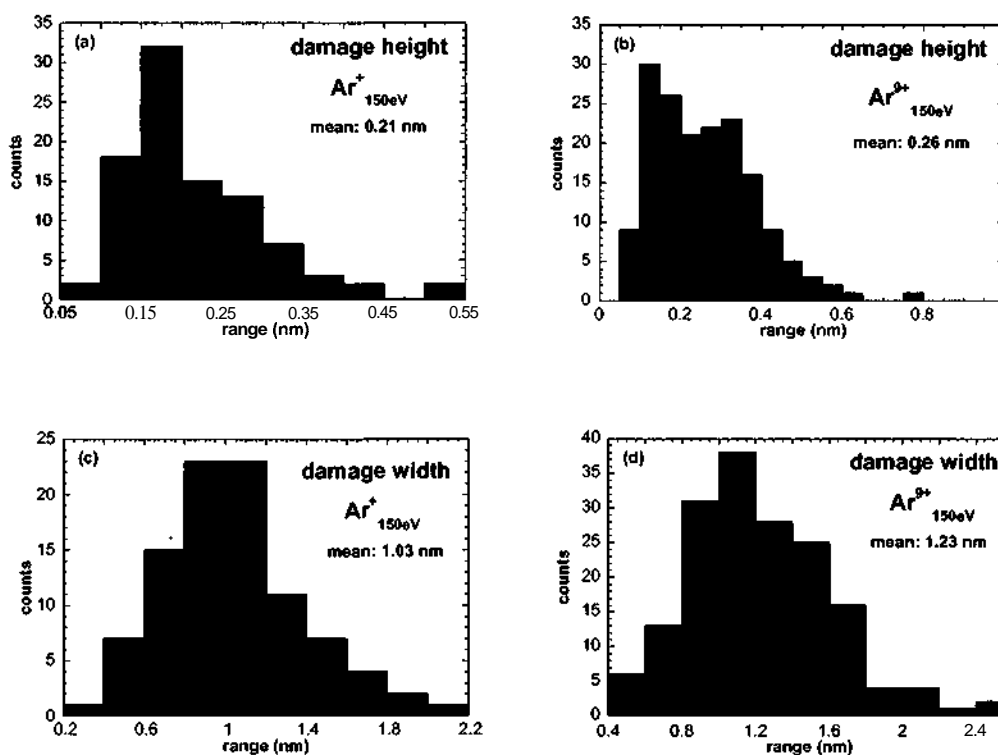 35
30
25
20
15
10
5
0
counts
(a)
damage height
Ar+ 150eV
mean: 0.21 nm
0.05
0.15
0.25
0.35
0.45
0.55
range (nm)
35
30
25
20
15
10
5
0
counts
(b)
damage height
Ar9+ 150eV
mean: 0.26 nm
0
0.2
0.4
0.6
0.8
range (nm)
25
20
15
10
5
0
counts
(c)
damage width
Ar+ 150eV
mean: 1.03 nm
0.2
0.6
1
1.4
1.8
2.2
range (nm)
40
35
30
25
20
15
10
5
0
counts
(d)
damage width
Ar9+ 150eV
mean: 1.23 nm
0.4
0.8
1.2
1.6
2
2.4
range (nm)